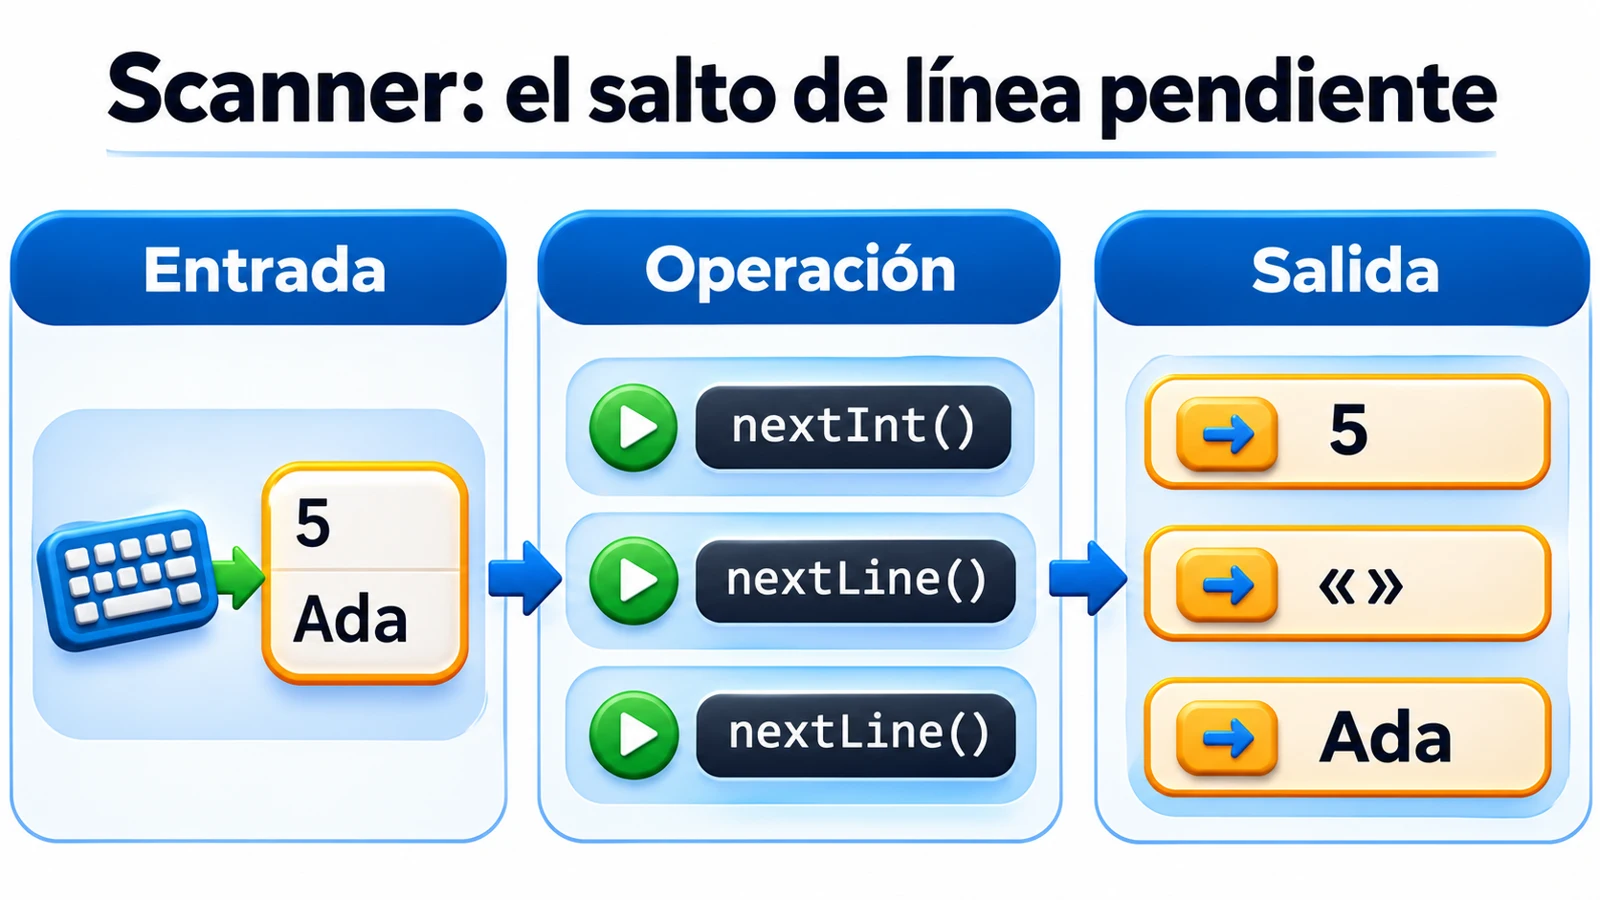 Scanner: el salto de línea pendiente
Entrada
5
Ada
Operación
nextInt()
nextLine()
nextLine()
Salida
5
«»
Ada